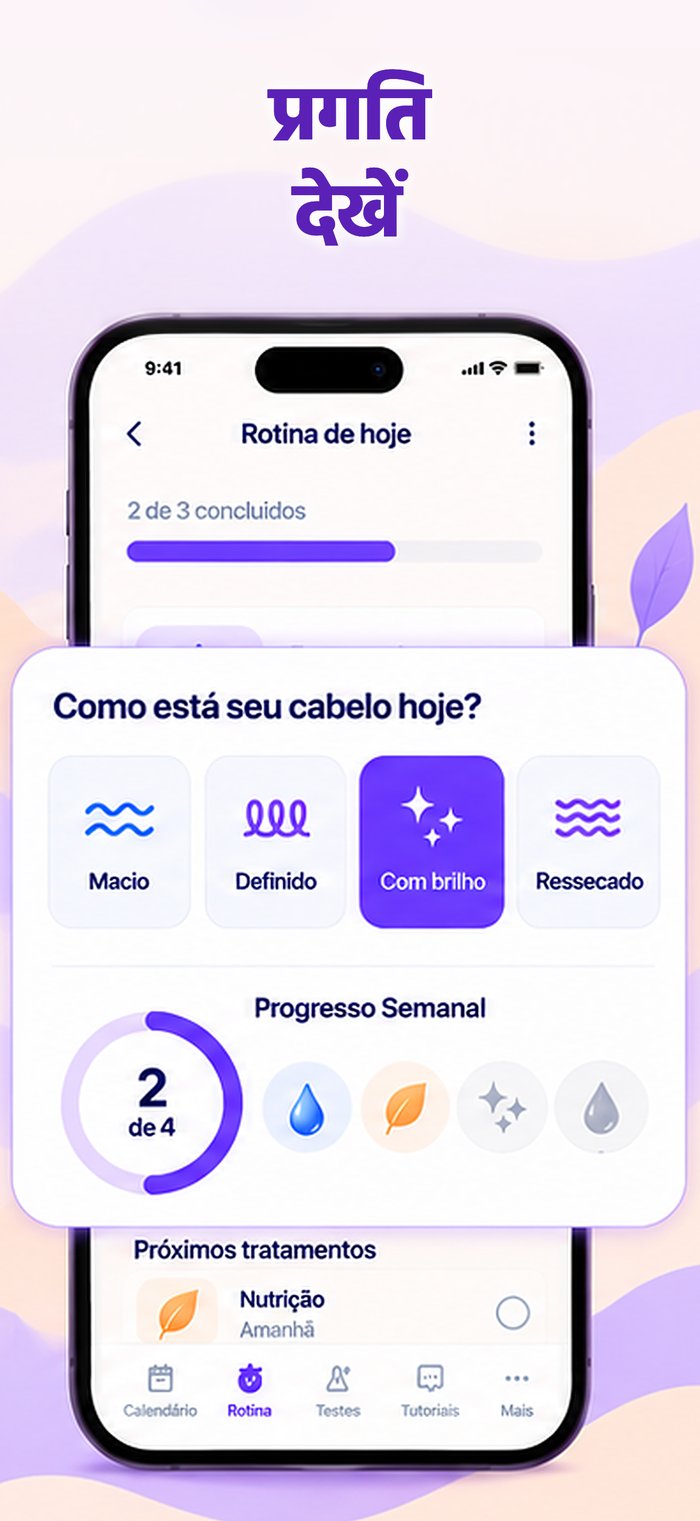 प्रगति
देखें
9:41
Rotina de hoje
2 de 3 concluidos
Como está seu cabelo hoje?
Macio
Definido
Com brilho
Ressecado
Progresso Semanal
2
de 4
Próximos tratamentos
Nutrição
Amanhã
Calendário
Rotina
Testes
Tutoriais
Mais